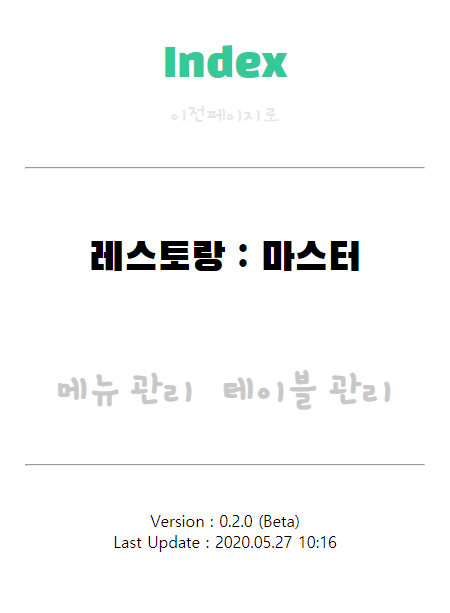 Index
이전페이지로
레스토랑 : 마스터
메뉴 관리 테이블 관리
Version : 0.2.0 (Beta)
Last Update : 2020.05.27 10:16